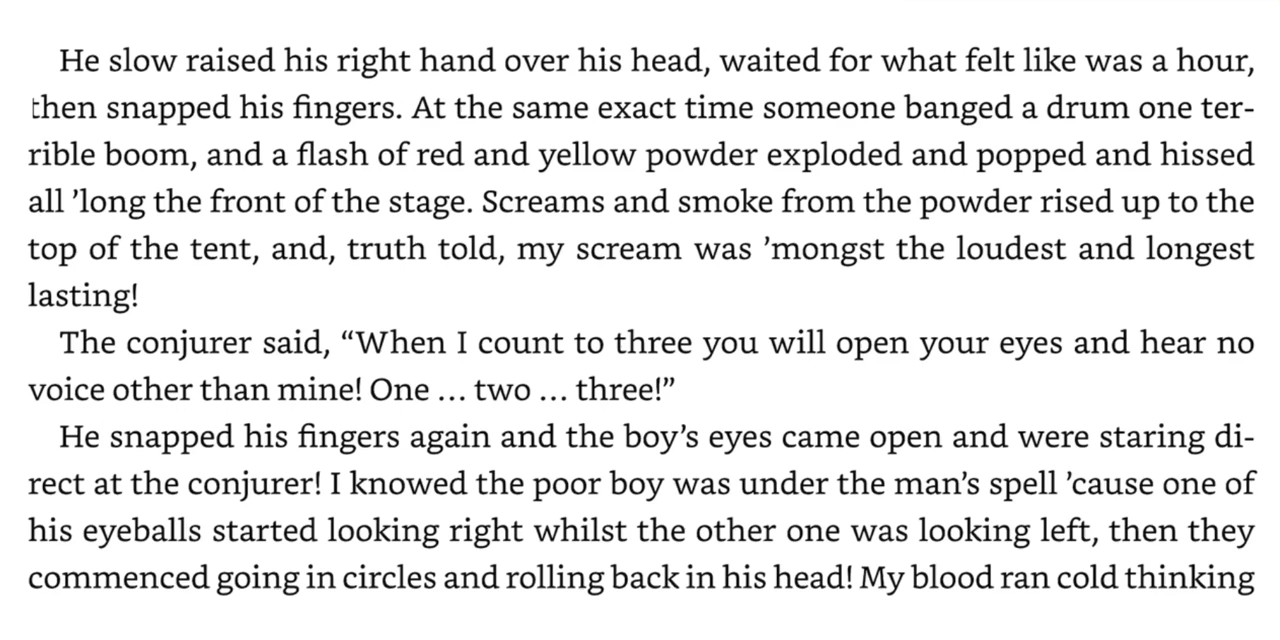 He slow raised his right hand over his head, waited for what felt like was a hour,
then snapped his fingers. At the same exact time someone banged a drum one ter-
rible boom, and a flash of red and yellow powder exploded and popped and hissed
all ’long the front of the stage. Screams and smoke from the powder rised up to the
top of the tent, and, truth told, my scream was ’mongst the loudest and longest
lasting!
The conjurer said, “When I count to three you will open your eyes and hear no
voice other than mine! One … two … three!”
He snapped his fingers again and the boy’s eyes came open and were staring di-
rect at the conjurer! I knowed the poor boy was under the man’s spell ’cause one of
his eyeballs started looking right whilst the other one was looking left, then they
commenced going in circles and rolling back in his head! My blood ran cold thinking